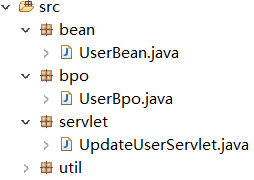 src
bean
UserBean.java
bpo
UserBpo.java
servlet
UpdateUserServlet.java
util